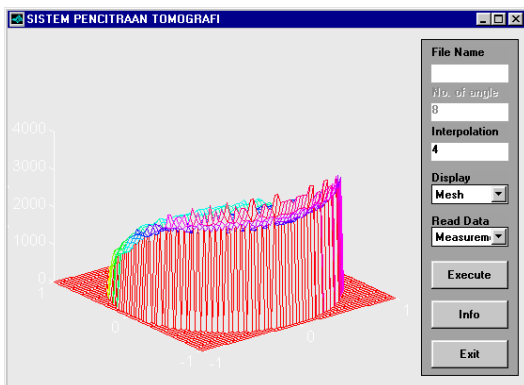 SISTEM PENCITRAAN TOMOGRAFI
File Name
No. of angle
8
Interpolation
4
Display
Mesh
Read Data
Measurem
Execute
Info
Exit
4000
3000
2000
1000
0
-1
0
-1
-1
0
1